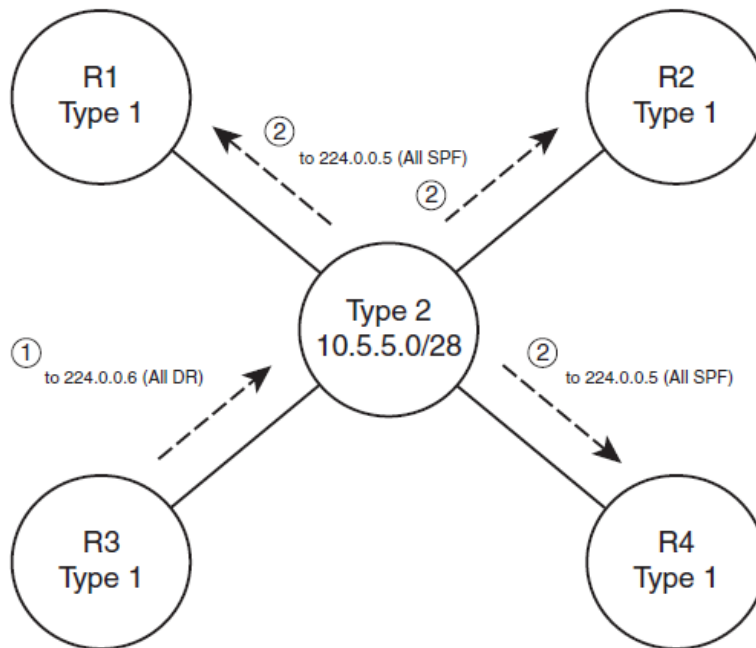 R1
Type 1
R2
Type 1
②
to 224.0.0.5 (All SPF)
②
Type 2
10.5.5.0/28
①
to 224.0.0.6 (All DR)
②
to 224.0.0.5 (All SPF)
R3
Type 1
R4
Type 1